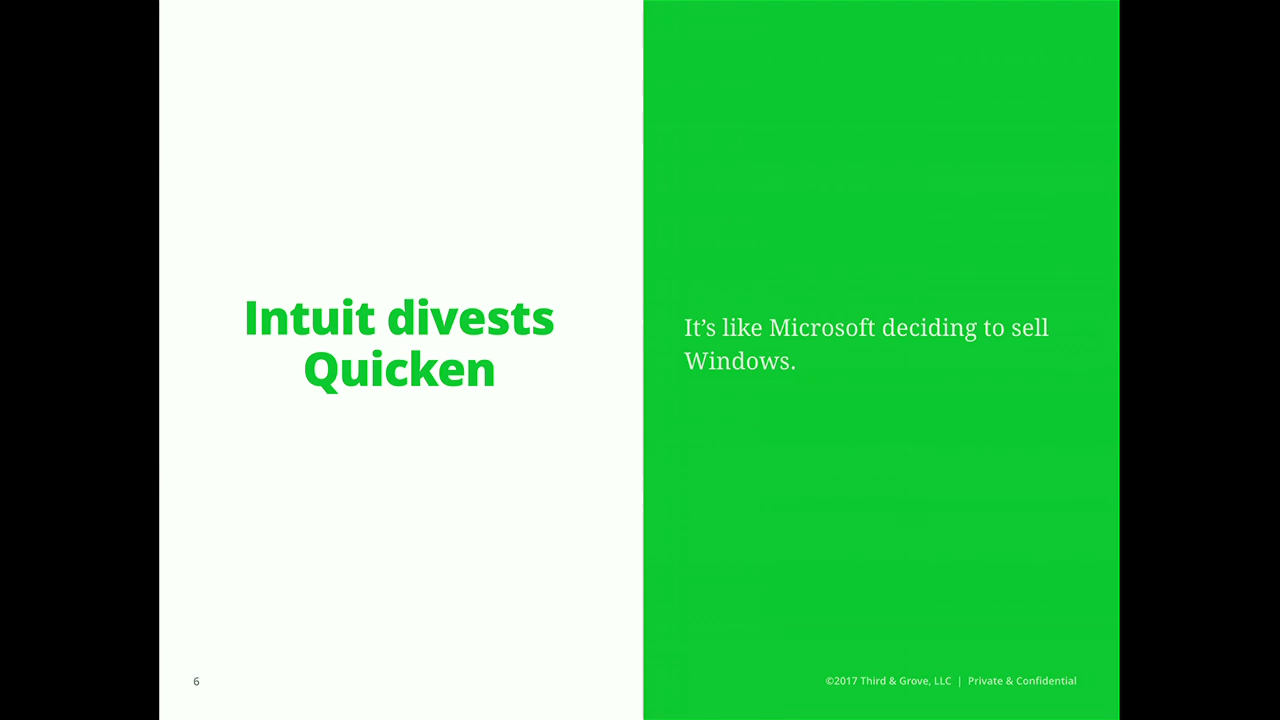 Intuit divests
Quicken
It’s like Microsoft deciding to sell
Windows.
6
©2017 Third & Grove, LLC | Private & Confidential